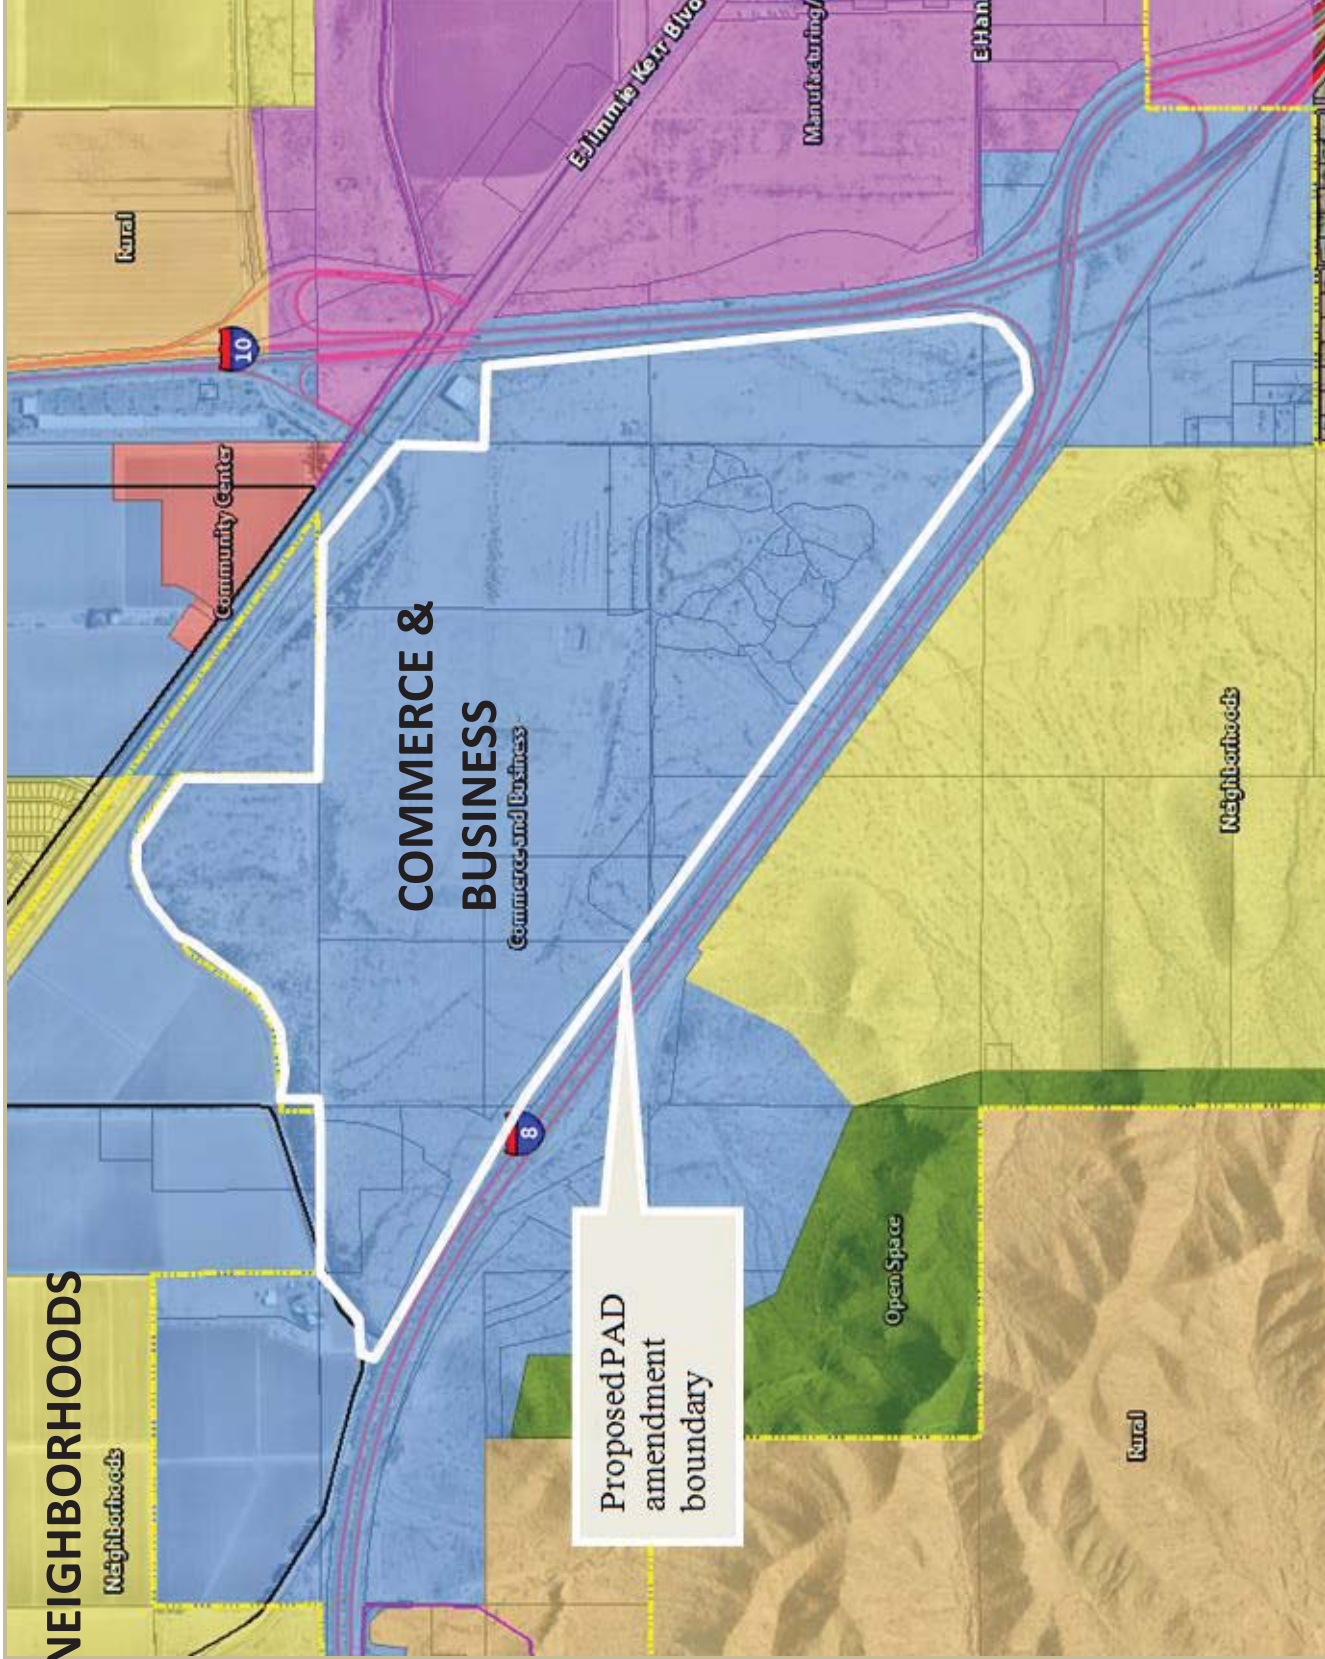 NEIGHBORHOODS
Neighborhoods
Rural
Community Center
10
COMMERCE &
BUSINESS
Commerce and Business
8
Proposed PAD
amendment
boundary
E Jimmie Kerr Blvd
Manufacturing/
Open Space
E Han
Rural
Neighborhoods